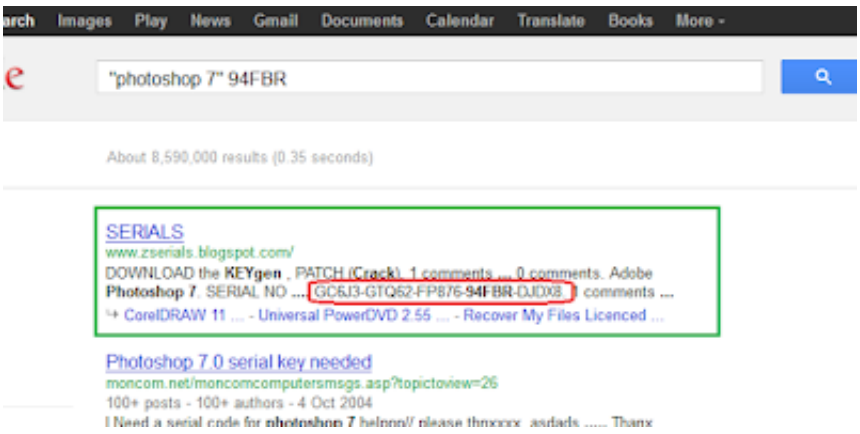 arch Images Play News Gmail Documents Calendar Translate Books More
e "photoshop 7" 94FBR
About 8,590,000 results (0.35 seconds)
SERIALS
www.zserials.blogspot.com/
DOWNLOAD the KEYgen , PATCH (Crack). 1 comments ... 0 comments. Adobe
Photoshop 7. SERIAL NO .... GC6J3-GTQ62-FP876-94FBR-DJDX8. 1 comments ...
↳ CorelDRAW 11 ... - Universal PowerDVD 2.55 ... - Recover My Files Licenced ...
Photoshop 7.0 serial key needed
moncom.net/moncomcomputersmsgs.asp?topictoview=26
100+ posts - 100+ authors - 4 Oct 2004
I Need a serial code for photoshop 7 helppp// please thnxxxx. asdads ..... Thanx